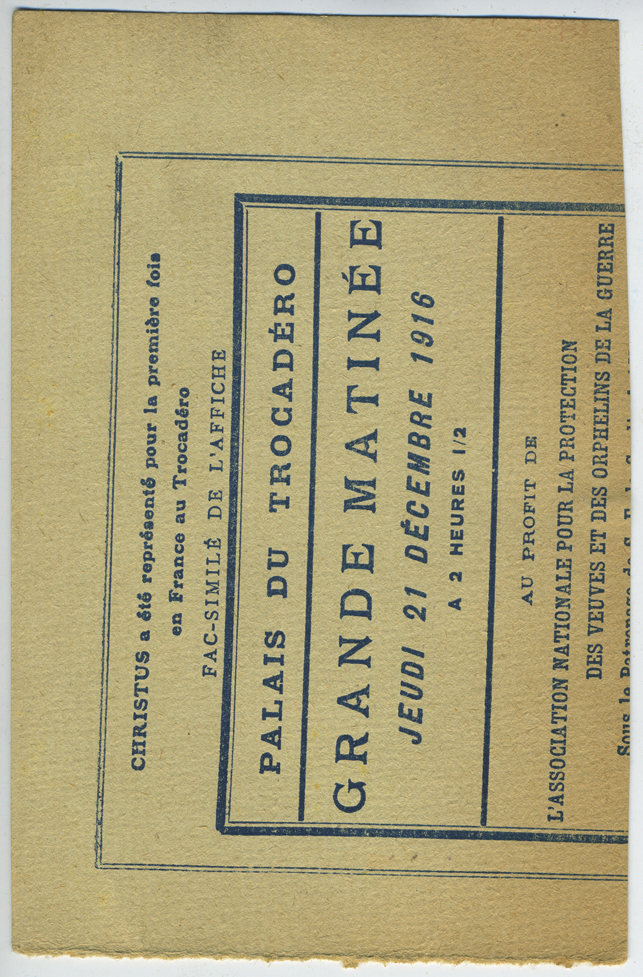 CHRISTUS a été représenté pour la première fois
en France au Trocadéro
FAC-SIMILÉ DE L'AFFICHE
PALAIS DU TROCADÉRO
GRANDE MATINÉE
JEUDI 21 DÉCEMBRE 1916
A 2 HEURES 1/2
AU PROFIT DE
L'ASSOCIATION NATIONALE POUR LA PROTECTION
DES VEUVES ET DES ORPHELINS DE LA GUERRE
Sous le Patronage de S. E. le